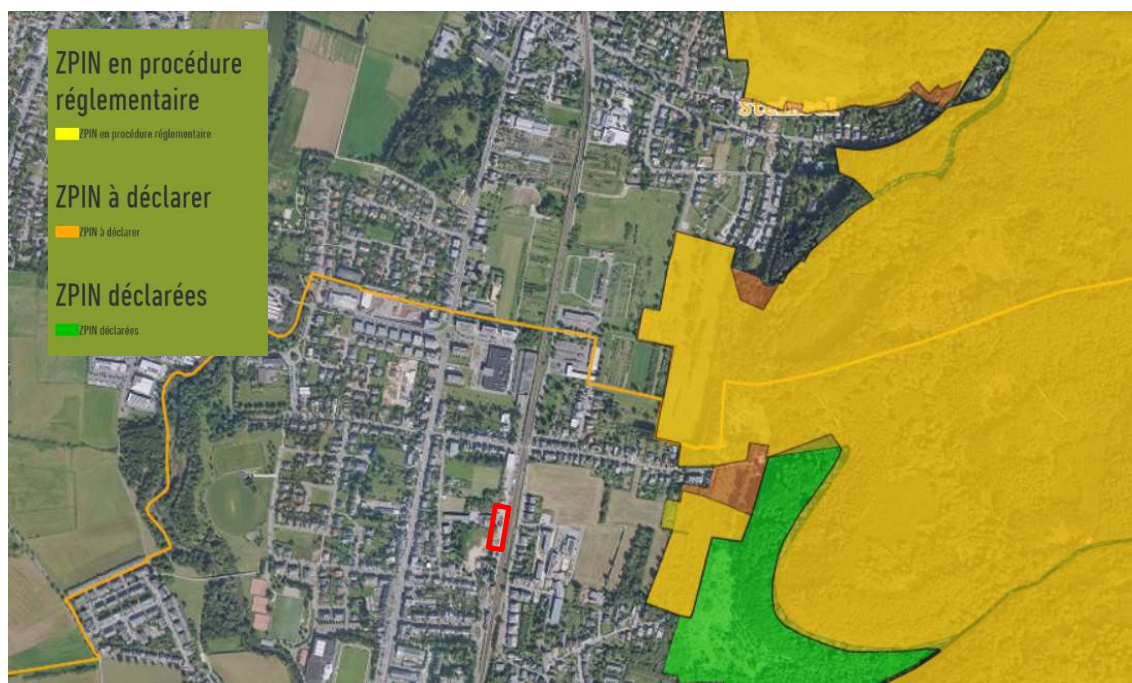 ZPIN en procédure
réglementaire
ZPIN en procédure réglementaire
ZPIN à déclarer
ZPIN à déclarer
ZPIN déclarées
ZPIN déclarées